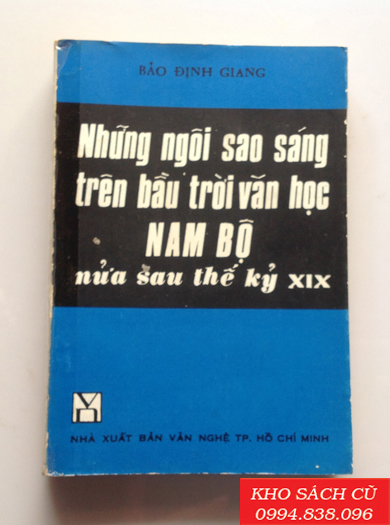 BẢO ĐỊNH GIANG
Những ngôi sao sáng
trên bầu trời văn học
NAM BỘ
nửa sau thế kỷ XIX
NHÀ XUẤT BẢN VĂN NGHỆ TP. HỒ CHÍ MINH
KHO SÁCH CŨ
0994.838.096